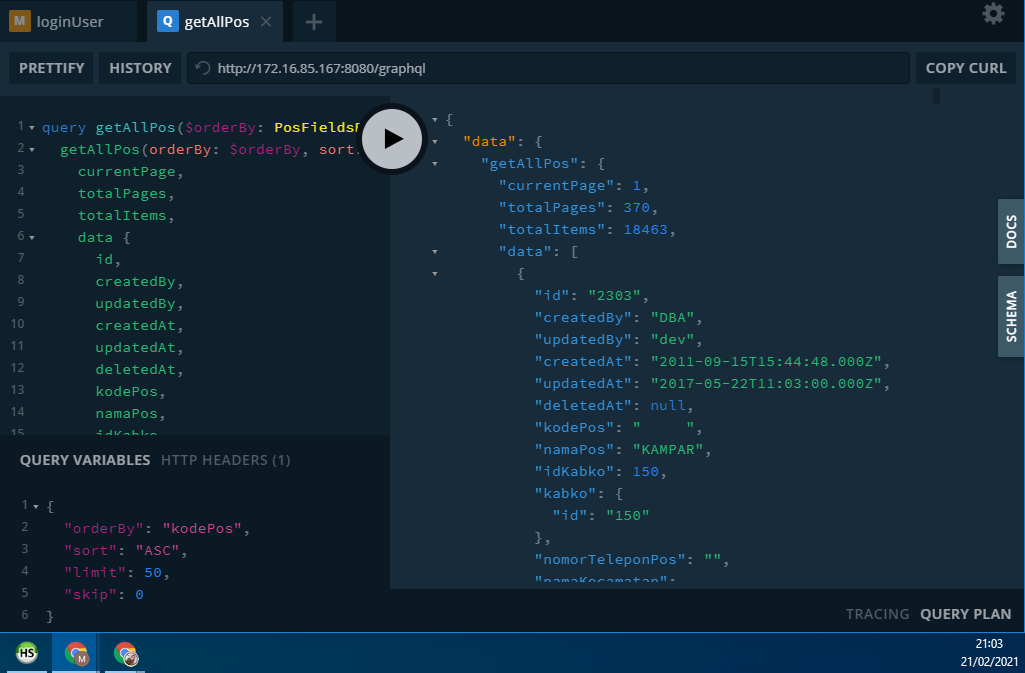 M loginUser
Q getAllPos
PRETTIFY HISTORY http://172.16.85.167:8080/graphql COPY CURL
1 query getAllPos($orderBy: PosFields
2 getAllPos(orderBy: $orderBy, sort
3 currentPage,
4 totalPages,
5 totalItems,
6 data {
7 id,
8 createdBy,
9 updatedBy,
10 createdAt,
11 updatedAt,
12 deletedAt,
13 kodePos,
14 namaPos,
15 idKabko
QUERY VARIABLES HTTP HEADERS (1)
1 {
2 "orderBy": "kodePos",
3 "sort": "ASC",
4 "limit": 50,
5 "skip": 0
6 }
{
"data": {
"getAllPos": {
"currentPage": 1,
"totalPages": 370,
"totalItems": 18463,
"data": [
{
"id": "2303",
"createdBy": "DBA",
"updatedBy": "dev",
"createdAt": "2011-09-15T15:44:48.000Z",
"updatedAt": "2017-05-22T11:03:00.000Z",
"deletedAt": null,
"kodePos": "     ",
"namaPos": "KAMPAR",
"idKabko": 150,
"kabko": {
"id": "150"
},
"nomorTeleponPos": "",
"namaKecamatan":
DOCS
SCHEMA
TRACING QUERY PLAN
HS
M
21:03
21/02/2021